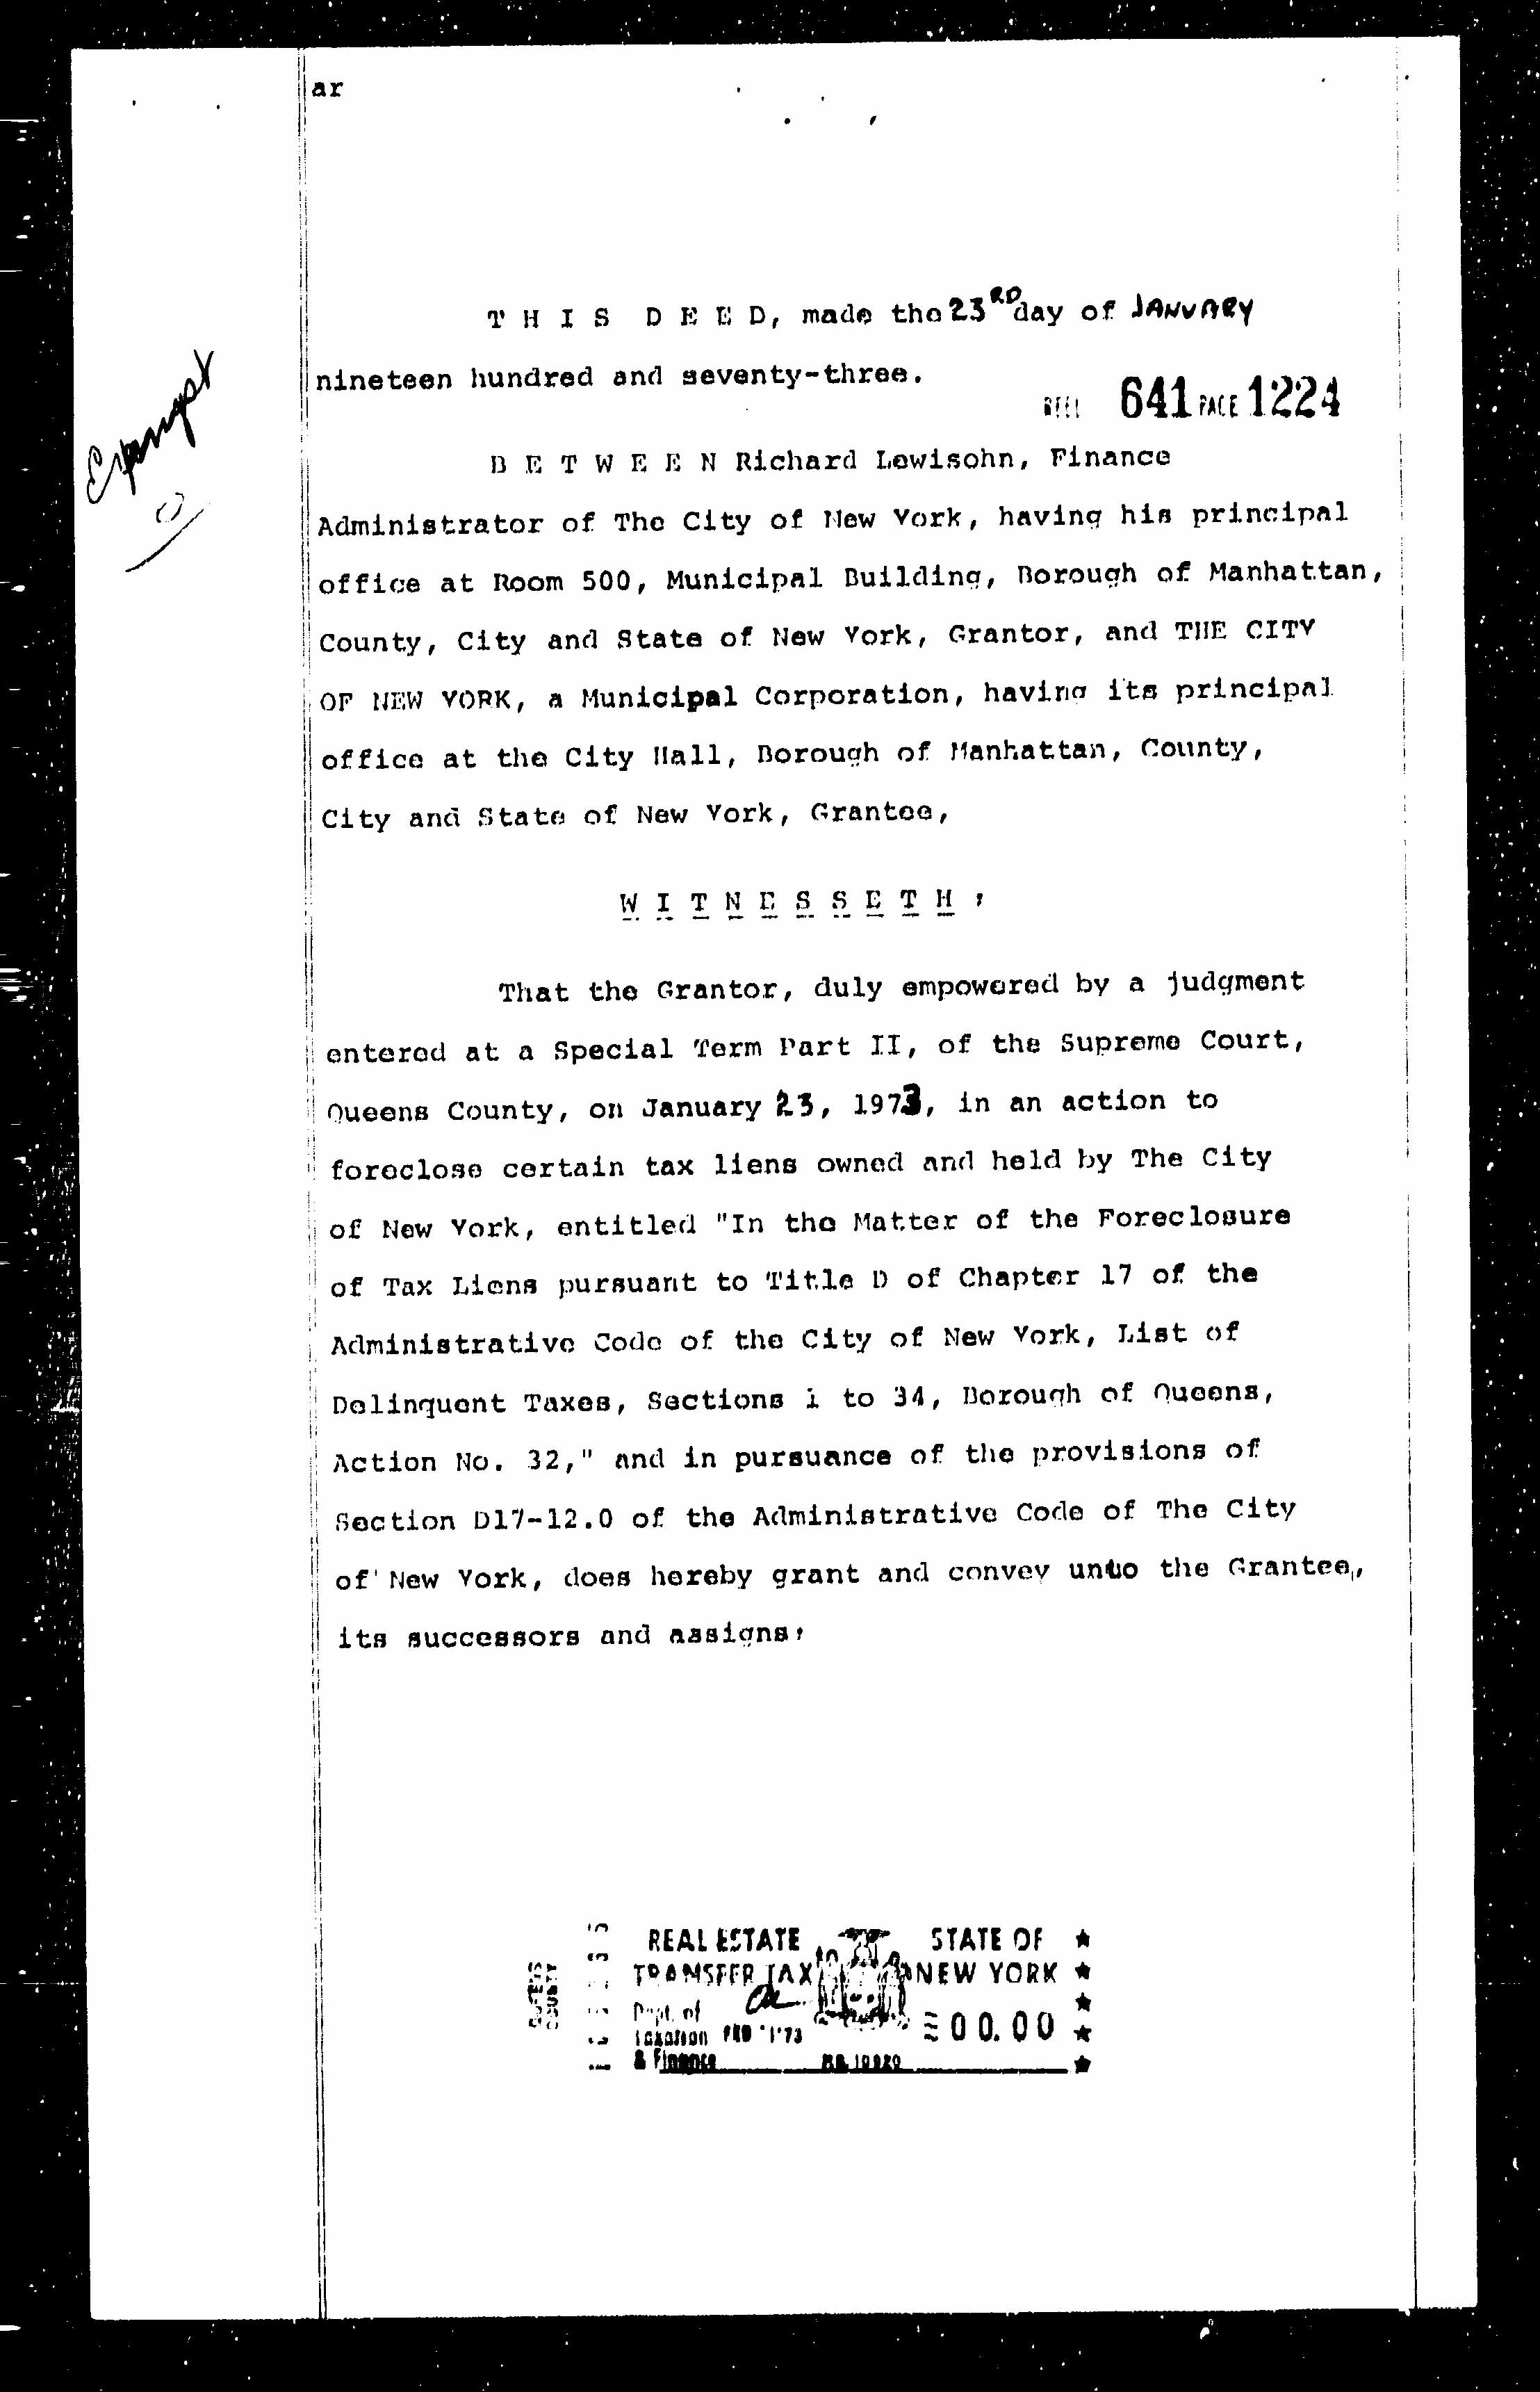 ar
T H I S D E E D, made the 23RD day of JANUARY
nineteen hundred and seventy-three.
REEL 641 PAGE 1224
Exempt
0
B E T W E E N Richard Lewisohn, Finance
Administrator of The City of New York, having his principal
office at Room 500, Municipal Building, Borough of Manhattan,
County, City and State of New York, Grantor, and THE CITY
OF NEW YORK, a Municipal Corporation, having its principal
office at the City Hall, Borough of Manhattan, County,
City and State of New York, Grantee,
W I T N E S S E T H :
That the Grantor, duly empowered by a judgment
entered at a Special Term Part II, of the Supreme Court,
Queens County, on January 23, 1973, in an action to
foreclose certain tax liens owned and held by The City
of New York, entitled "In the Matter of the Foreclosure
of Tax Liens pursuant to Title D of Chapter 17 of the
Administrative Code of the City of New York, List of
Delinquent Taxes, Sections 1 to 34, Borough of Queens,
Action No. 32," and in pursuance of the provisions of
Section D17-12.0 of the Administrative Code of The City
of New York, does hereby grant and convey unto the Grantee,
its successors and assigns:
QUEENS
COUNTY
REAL ESTATE STATE OF ★
TRANSFER TAX NEW YORK ★
Dept. of ★
Taxation FEB -1'73 ≡00.00 ★
& Finance ★